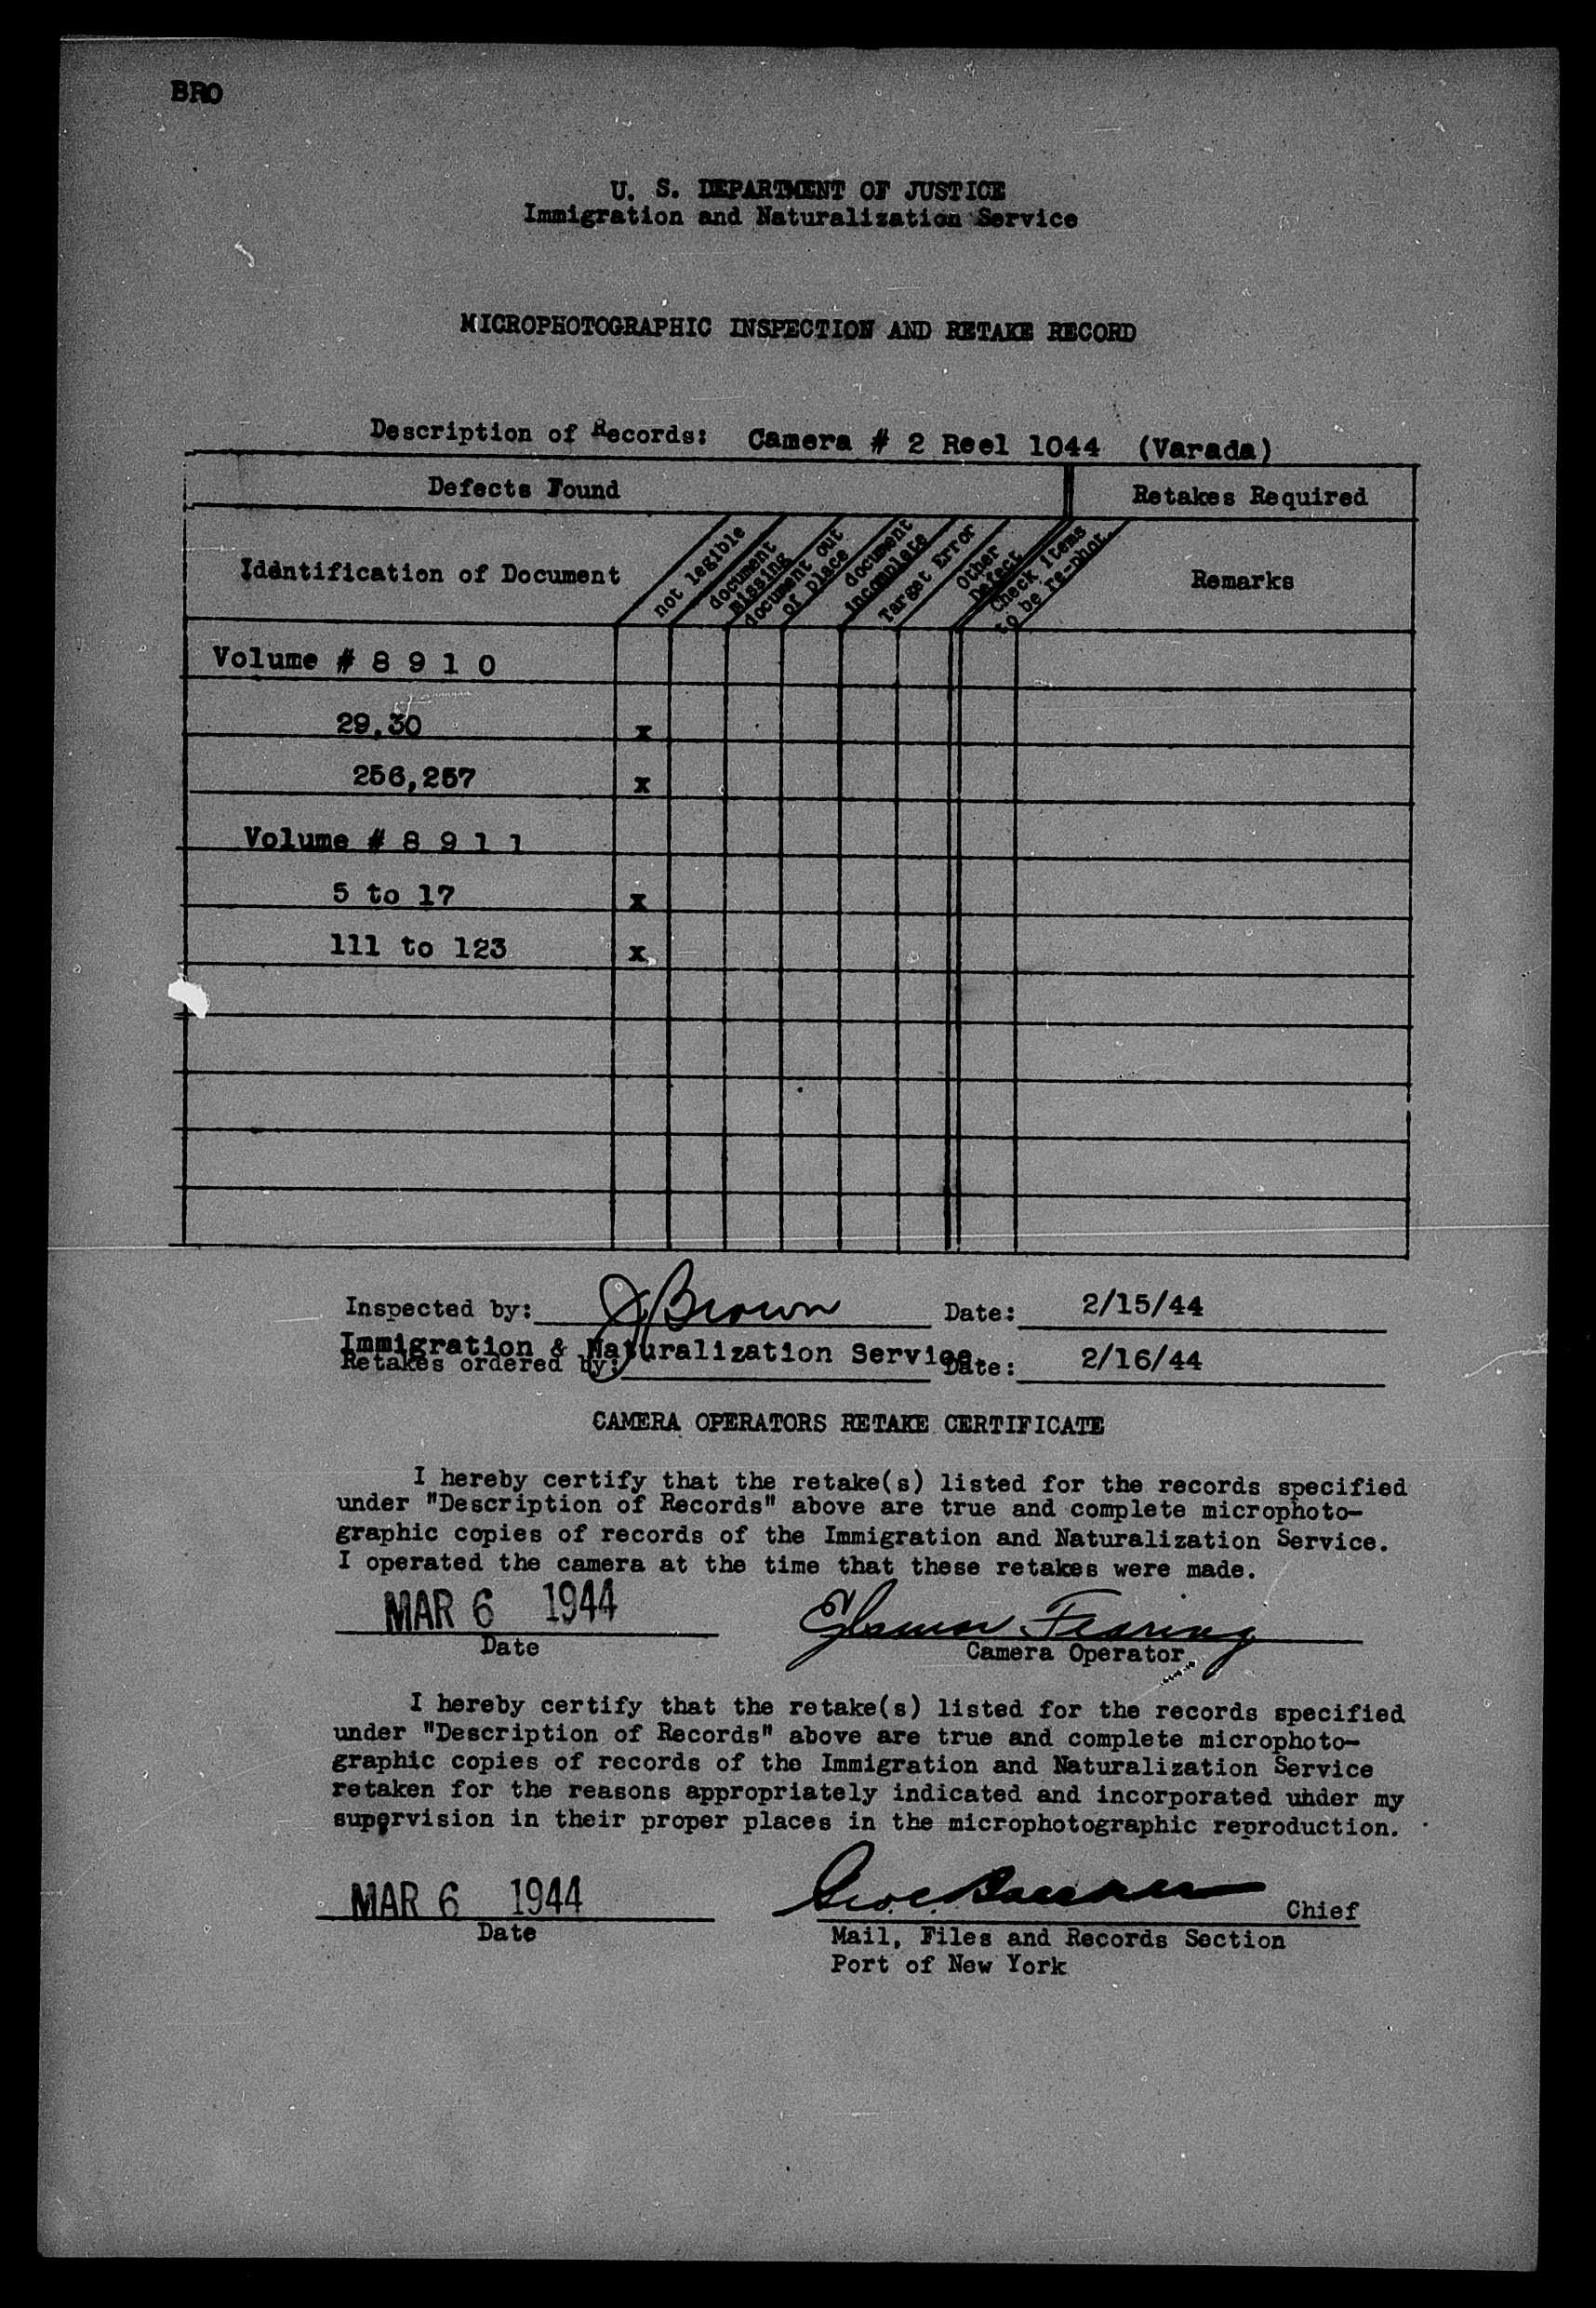 BRO
U. S. DEPARTMENT OF JUSTICE
Immigration and Naturalization Service
MICROPHOTOGRAPHIC INSPECTION AND RETAKE RECORD
Description of Records: Camera # 2 Reel 1044 (Varada)
Defects Found
Retakes Required
Identification of Document
not legible
document
missing
document out
of place
document
incomplete
Target Error
Other
Defect
Check items
to be re-phot.
Remarks
Volume # 8 9 1 0
29,30 x
256,257 x
Volume # 8 9 1 1
5 to 17 x
111 to 123 x
Inspected by: J Brown Date: 2/15/44
Immigration & Naturalization Service
Retakes ordered by: Date: 2/16/44
CAMERA OPERATORS RETAKE CERTIFICATE
I hereby certify that the retake(s) listed for the records specified
under "Description of Records" above are true and complete microphoto-
graphic copies of records of the Immigration and Naturalization Service.
I operated the camera at the time that these retakes were made.
MAR 6 1944
Date
Camera Operator
I hereby certify that the retake(s) listed for the records specified
under "Description of Records" above are true and complete microphoto-
graphic copies of records of the Immigration and Naturalization Service
retaken for the reasons appropriately indicated and incorporated under my
supervision in their proper places in the microphotographic reproduction.
MAR 6 1944
Date
Chief
Mail, Files and Records Section
Port of New York